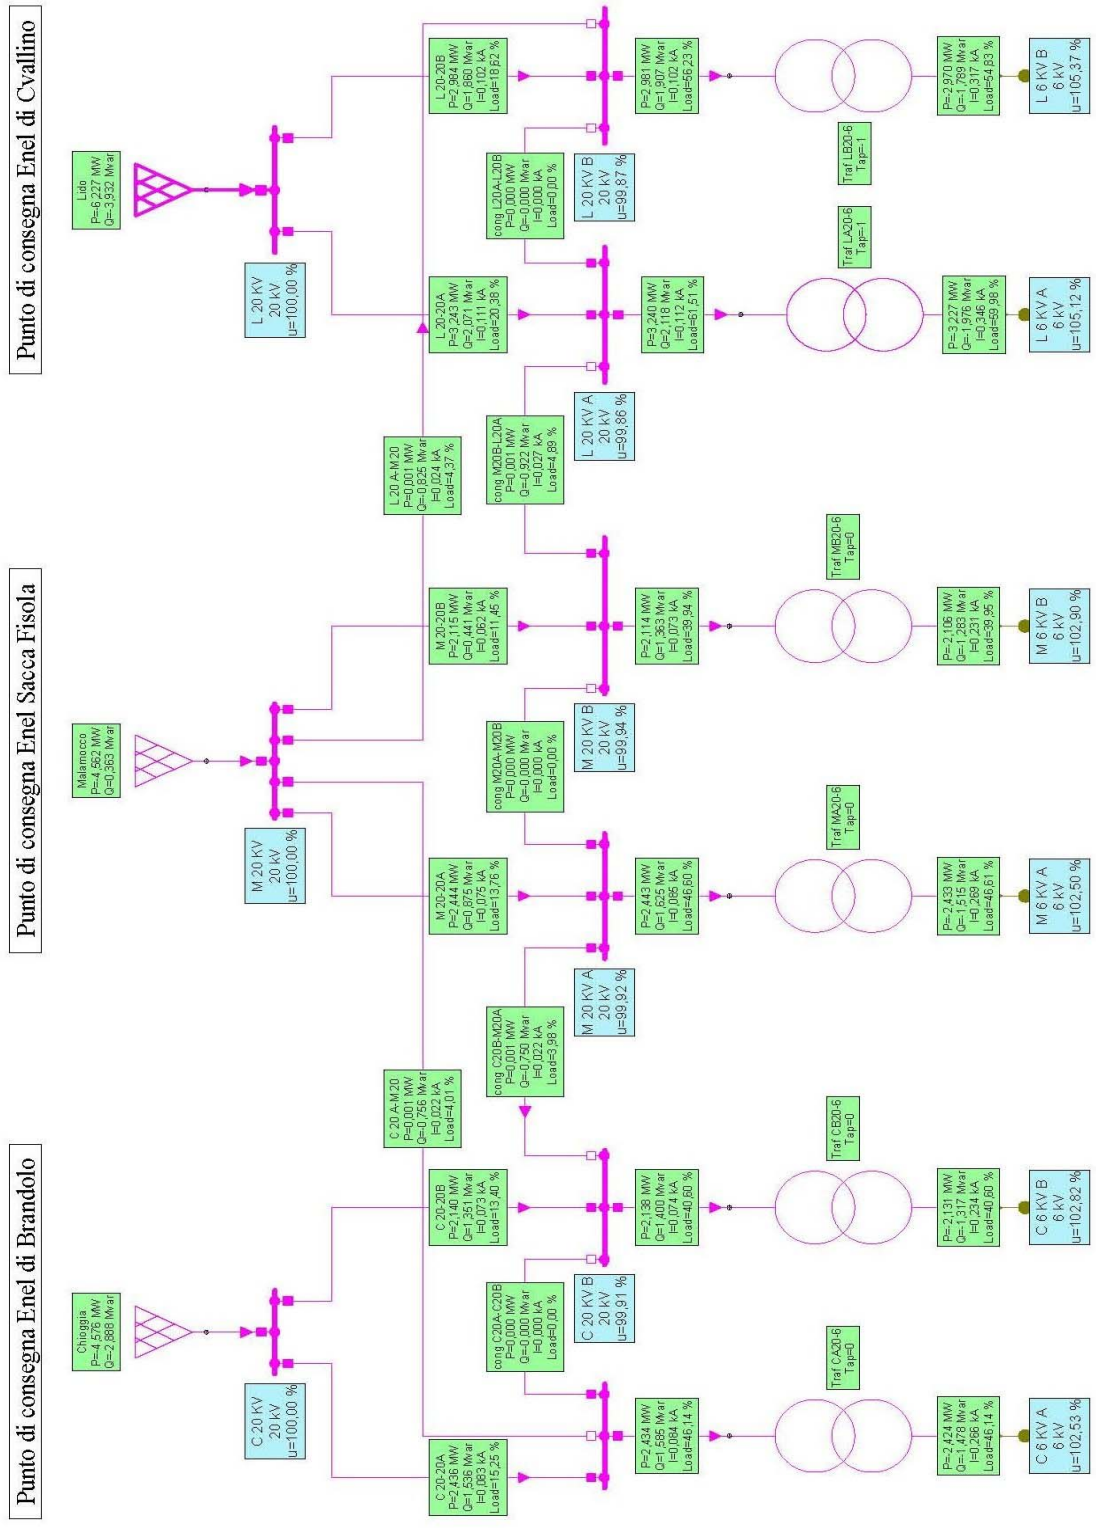 Punto di consegna Enel di Brandolo
Punto di consegna Enel Sacca Fisola
Punto di consegna Enel di Cvallino
Chioggia
P=-4,576 MW
Q=-2,888 Mvar
Malamocco
P=-4,562 MW
Q=0,363 Mvar
Lido
P=-6,227 MW
Q=-3,932 Mvar
C 20 KV
20 kV
u=100,00 %
M 20 KV
20 kV
u=100,00 %
L 20 KV
20 kV
u=100,00 %
C 20 A-M 20
P=0,001 MW
Q=-0,756 Mvar
I=0,022 kA
Load=4,01 %
L 20 A-M 20
P=0,001 MW
Q=-0,825 Mvar
I=0,024 kA
Load=4,37 %
C 20-20A
P=2,436 MW
Q=1,536 Mvar
I=0,083 kA
Load=15,25 %
C 20-20B
P=2,140 MW
Q=1,351 Mvar
I=0,073 kA
Load=13,40 %
M 20-20A
P=2,444 MW
Q=0,875 Mvar
I=0,075 kA
Load=13,76 %
M 20-20B
P=2,115 MW
Q=0,441 Mvar
I=0,062 kA
Load=11,45 %
L 20-20A
P=3,243 MW
Q=2,071 Mvar
I=0,111 kA
Load=20,38 %
L 20-20B
P=2,984 MW
Q=1,860 Mvar
I=0,102 kA
Load=18,62 %
cong C20A-C20B
P=0,000 MW
Q=-0,000 Mvar
I=0,000 kA
Load=0,00 %
cong C20B-M20A
P=0,001 MW
Q=-0,750 Mvar
I=0,022 kA
Load=3,98 %
cong M20A-M20B
P=0,000 MW
Q=-0,000 Mvar
I=0,000 kA
Load=0,00 %
cong M20B-L20A
P=0,001 MW
Q=-0,922 Mvar
I=0,027 kA
Load=4,89 %
cong L20A-L20B
P=0,000 MW
Q=-0,000 Mvar
I=0,000 kA
Load=0,00 %
C 20 KV B
20 kV
u=99,91 %
M 20 KV A
20 kV
u=99,92 %
M 20 KV B
20 kV
u=99,94 %
L 20 KV A
20 kV
u=99,86 %
L 20 KV B
20 kV
u=99,87 %
P=2,434 MW
Q=1,585 Mvar
I=0,084 kA
Load=46,14 %
P=2,138 MW
Q=1,400 Mvar
I=0,074 kA
Load=40,60 %
P=2,443 MW
Q=1,625 Mvar
I=0,085 kA
Load=46,60 %
P=2,114 MW
Q=1,363 Mvar
I=0,073 kA
Load=39,94 %
P=3,240 MW
Q=2,118 Mvar
I=0,112 kA
Load=61,51 %
P=2,981 MW
Q=1,907 Mvar
I=0,102 kA
Load=56,23 %
Traf CA20-6
Tap=0
Traf CB20-6
Tap=0
Traf MA20-6
Tap=0
Traf MB20-6
Tap=0
Traf LA20-6
Tap=-1
Traf LB20-6
Tap=-1
P=-2,424 MW
Q=-1,478 Mvar
I=0,266 kA
Load=46,14 %
P=-2,131 MW
Q=-1,317 Mvar
I=0,234 kA
Load=40,60 %
P=-2,433 MW
Q=-1,515 Mvar
I=0,269 kA
Load=46,61 %
P=-2,106 MW
Q=-1,283 Mvar
I=0,231 kA
Load=39,95 %
P=-3,227 MW
Q=-1,976 Mvar
I=0,346 kA
Load=59,98 %
P=-2,970 MW
Q=-1,789 Mvar
I=0,317 kA
Load=54,83 %
C 6 KV A
6 kV
u=102,53 %
C 6 KV B
6 kV
u=102,82 %
M 6 KV A
6 kV
u=102,50 %
M 6 KV B
6 kV
u=102,90 %
L 6 KV A
6 kV
u=105,12 %
L 6 KV B
6 kV
u=105,37 %